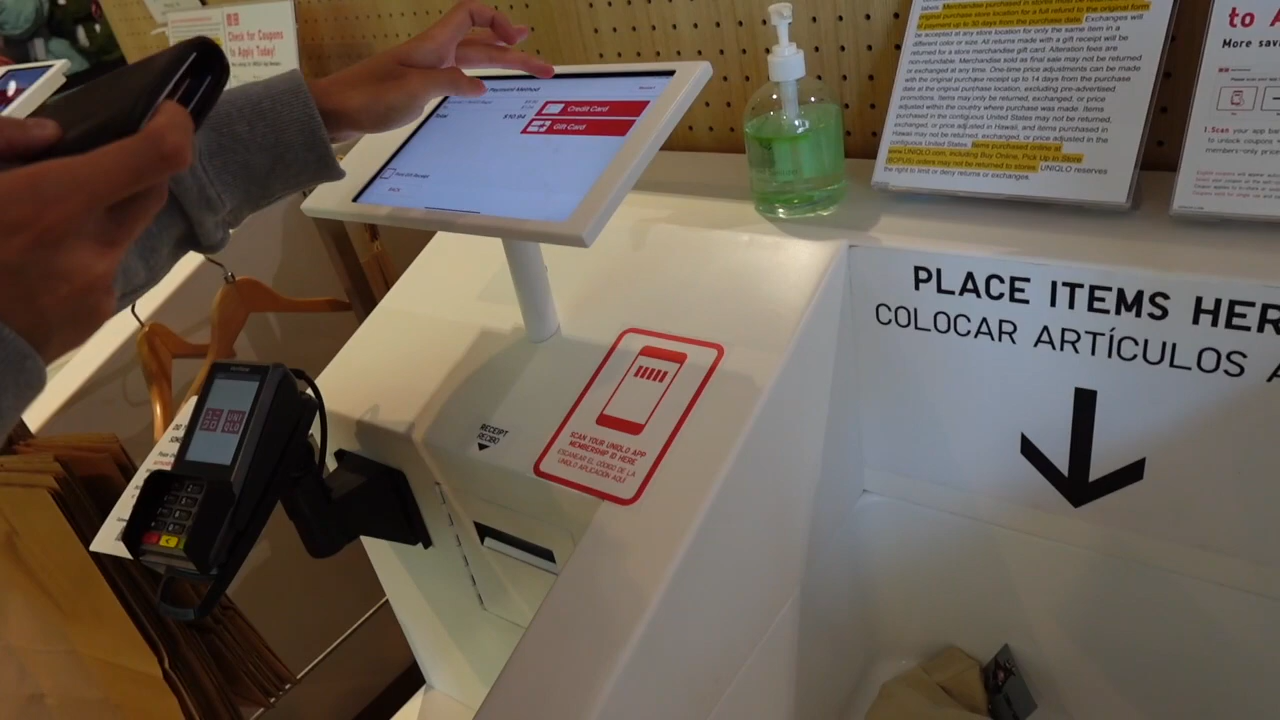 Check for Coupons
to Apply Today!
Payment Method
Total
$10.94
Credit Card
Gift Card
BACK
labels. Merchandise purchased in stores must be returned
original purchase store location for a full refund to the original form
of payment up to 30 days from the purchase date. Exchanges will
be accepted at any store location for only the same item in a
different color or size. All returns made with a gift receipt will be
refunded for a store merchandise gift card. Alteration fees are
non-refundable. Merchandise sold as final sale may not be returned
or exchanged at any time. One-time price adjustments can be made
with the original purchase receipt up to 14 days from the purchase
date at the original purchase location, excluding pre-advertised
promotions. Items may only be returned, exchanged, or price
adjusted within the country where purchase was made. Items
purchased in the contiguous United States may not be returned,
exchanged, or price adjusted in Hawaii, and items purchased in
Hawaii may not be returned, exchanged, or price adjusted in the
contiguous United States. Items purchased online at
www.UNIQLO.com, including Buy Online, Pick Up In Store
(BOPUS) orders may not be returned to stores. UNIQLO reserves
the right to limit or deny returns or exchanges.
to A
More savi
1. Scan your app ba
to unlock coupons
members-only price
PLACE ITEMS HER
COLOCAR ARTÍCULOS A
UNI
QLO
RECEIPT
RECIBO
SCAN YOUR UNIQLO APP
MEMBERSHIP ID HERE
ESCANEAR EL CÓDIGO DE LA
UNIQLO APLICACIÓN AQUÍ